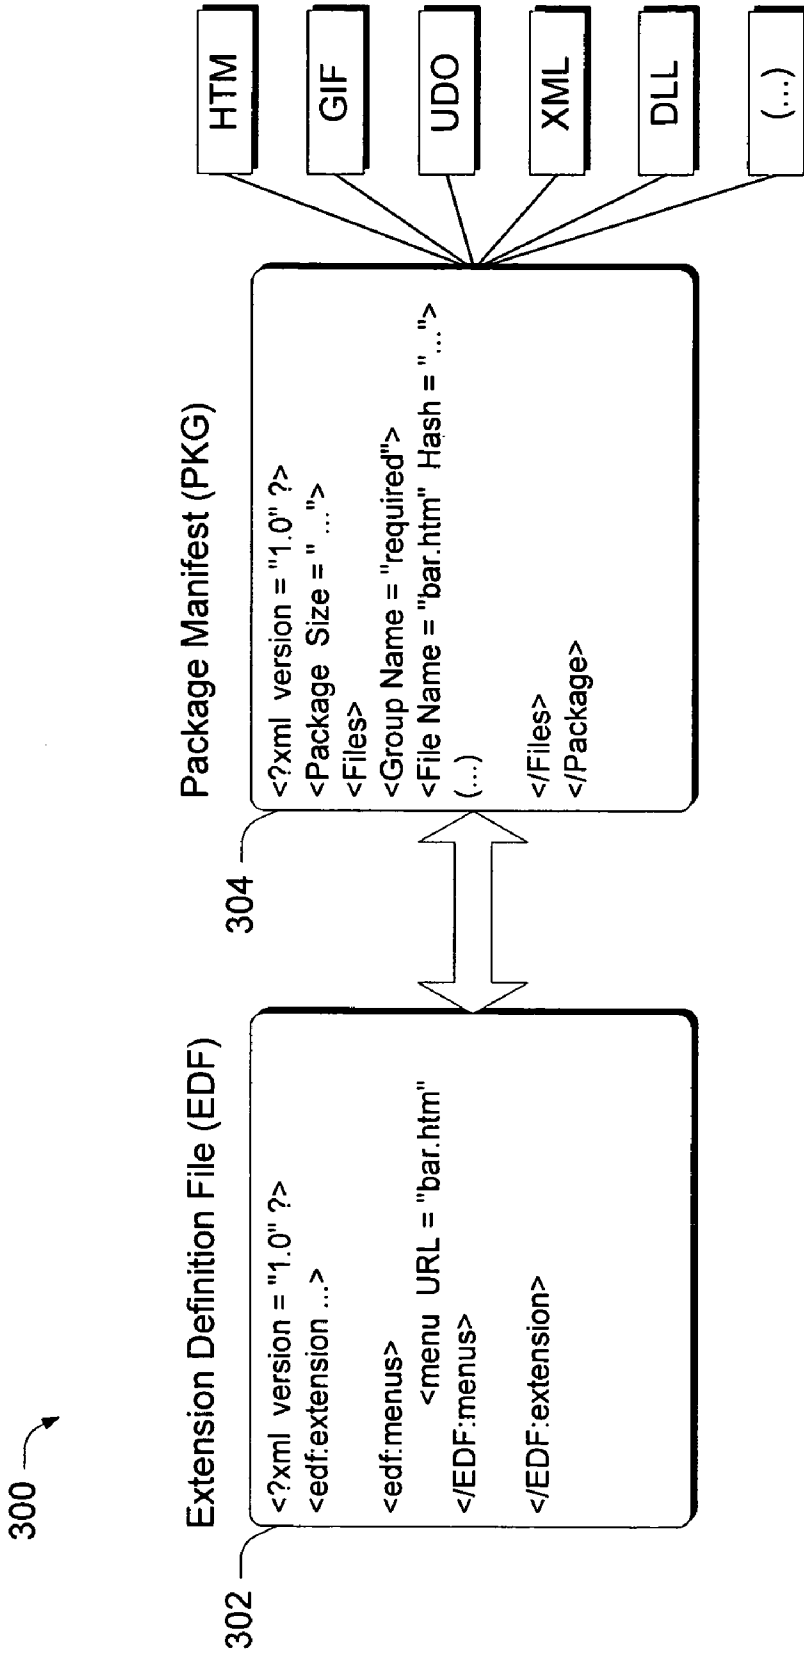 300
Extension Definition File (EDF)
302
<?xml version = "1.0" ?>
<edf:extension ...>
<edf:menus>
<menu URL = "bar.htm"
</EDF:menus>
</EDF:extension>
Package Manifest (PKG)
304
<?xml version = "1.0" ?>
<Package Size = " ...">
<Files>
<Group Name = "required">
<File Name = "bar.htm" Hash = "...">
(...)
</Files>
</Package>
HTM
GIF
UDO
XML
DLL
(...)